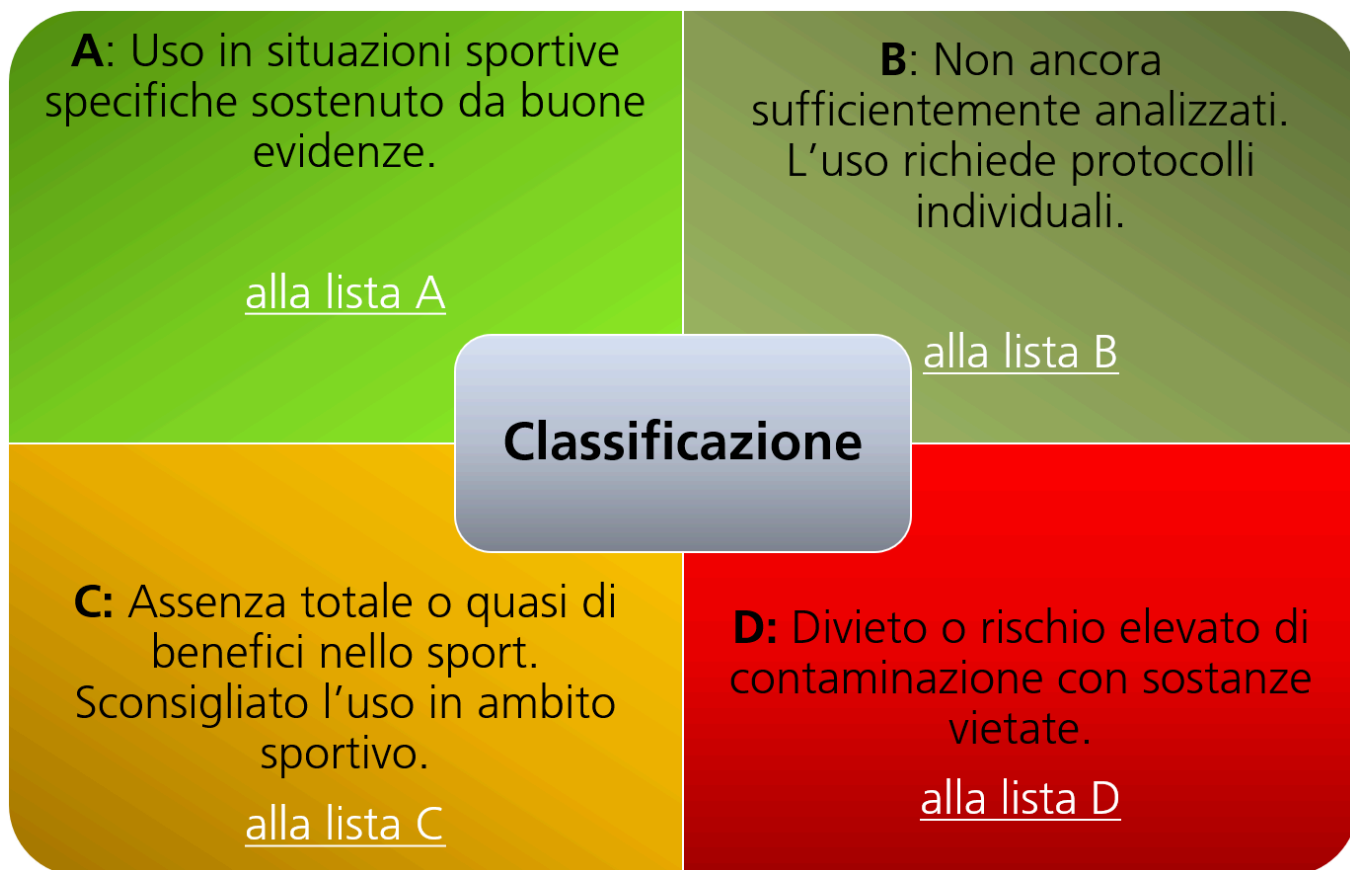 A: Uso in situazioni sportive
specifiche sostenuto da buone
evidenze.
alla lista A
B: Non ancora
sufficientemente analizzati.
L’uso richiede protocolli
individuali.
alla lista B
Classificazione
C: Assenza totale o quasi di
benefici nello sport.
Sconsigliato l’uso in ambito
sportivo.
alla lista C
D: Divieto o rischio elevato di
contaminazione con sostanze
vietate.
alla lista D